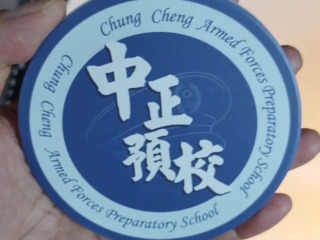 Chung Cheng Armed Forces Preparatory School
中正
預校
Chung Cheng Armed Forces Preparatory School